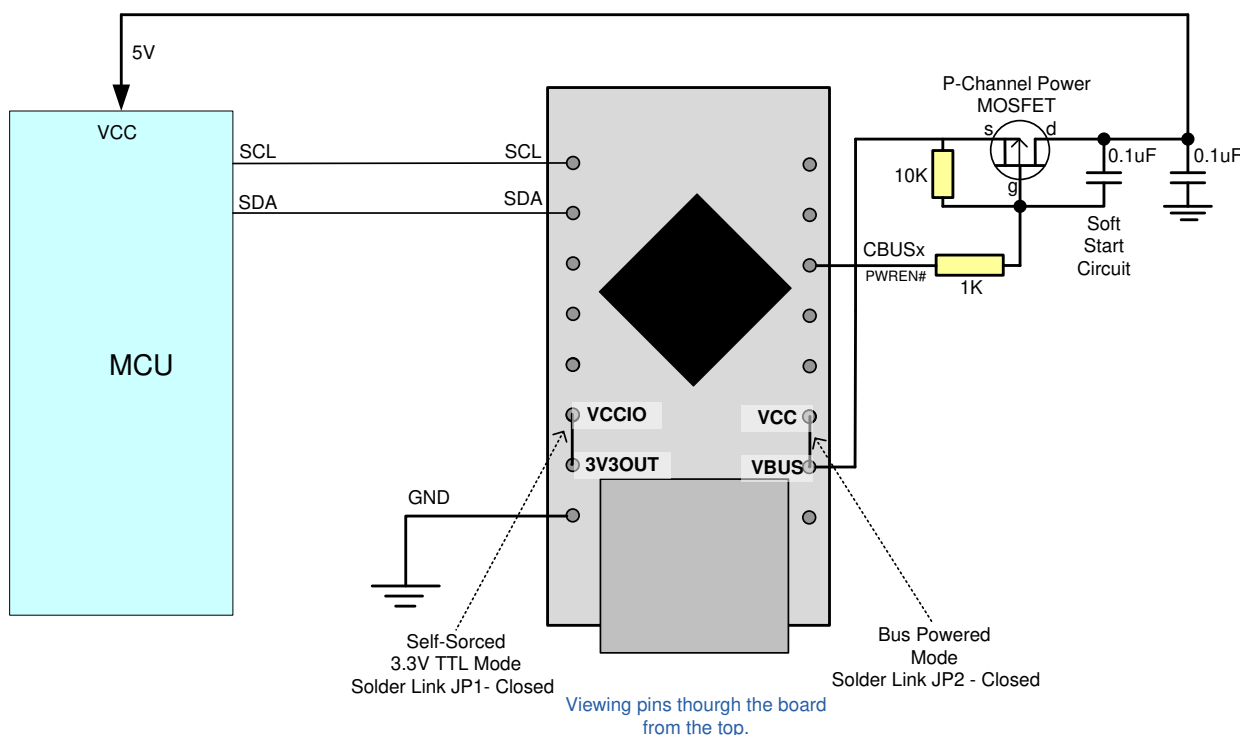 5V
P-Channel Power
MOSFET
VCC
s
d
SCL
SCL
0.1uF
0.1uF
10K
g
SDA
SDA
Soft
Start
Circuit
CBUSx
PWREN#
1K
MCU
VCCIO
VCC
3V3OUT
VBUS
GND
Self-Sorced
3.3V TTL Mode
Solder Link JP1- Closed
Bus Powered
Mode
Solder Link JP2 - Closed
Viewing pins thourgh the board
from the top.